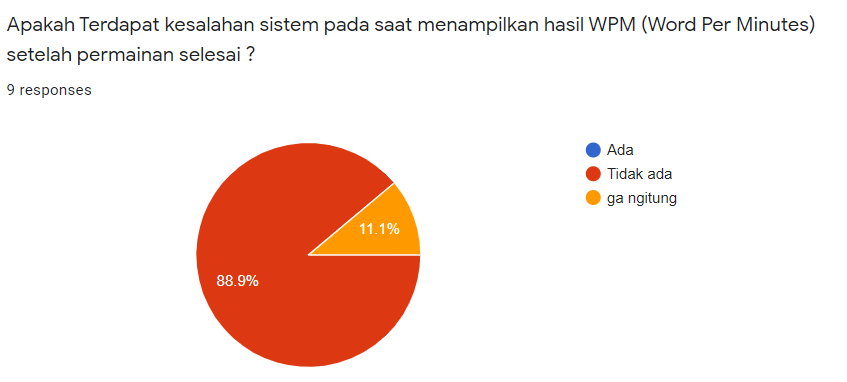 Apakah Terdapat kesalahan sistem pada saat menampilkan hasil WPM (Word Per Minutes)
setelah permainan selesai ?
9 responses
Ada
Tidak ada
ga ngitung
11.1%
88.9%